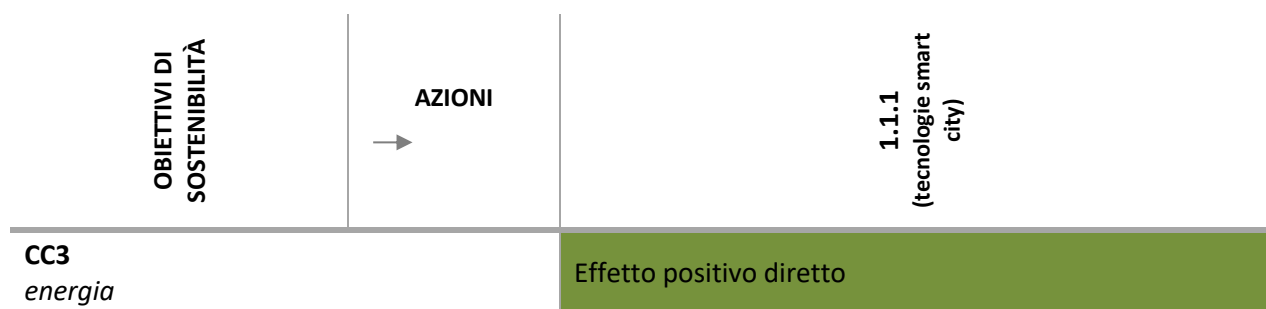 OBIETTIVI DI
SOSTENIBILITÀ
AZIONI
1.1.1
(tecnologie smart
city)
CC3
energia
Effetto positivo diretto